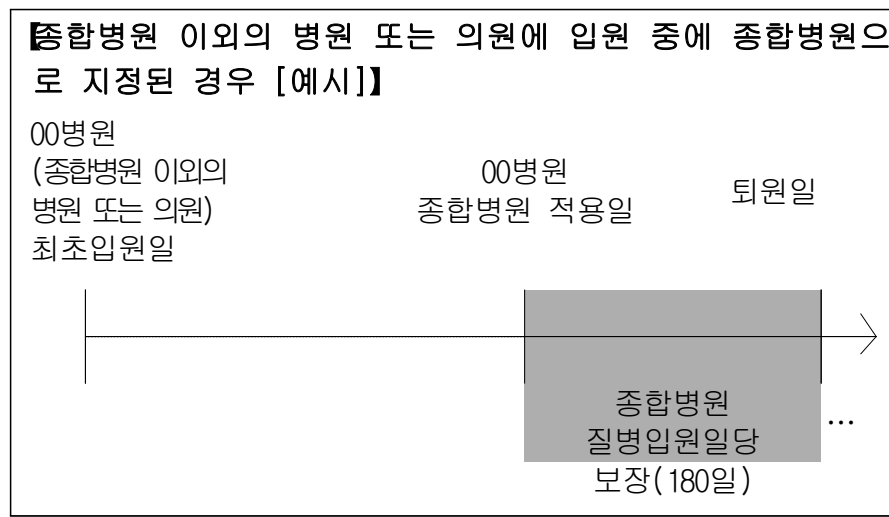 【종합병원 이외의 병원 또는 의원에 입원 중에 종합병원으
로 지정된 경우 [예시]】
00병원
(종합병원 이외의
병원 또는 의원)
최초입원일
00병원
종합병원 적용일
퇴원일
종합병원
질병입원일당
보장(180일)
…